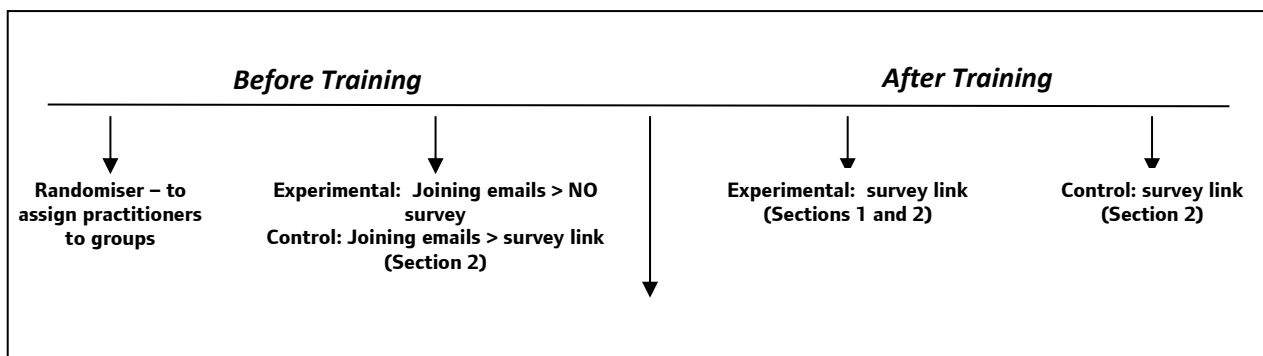 Before Training
After Training
Randomiser – to
assign practitioners
to groups
Experimental: Joining emails > NO
survey
Control: Joining emails > survey link
(Section 2)
Experimental: survey link
(Sections 1 and 2)
Control: survey link
(Section 2)